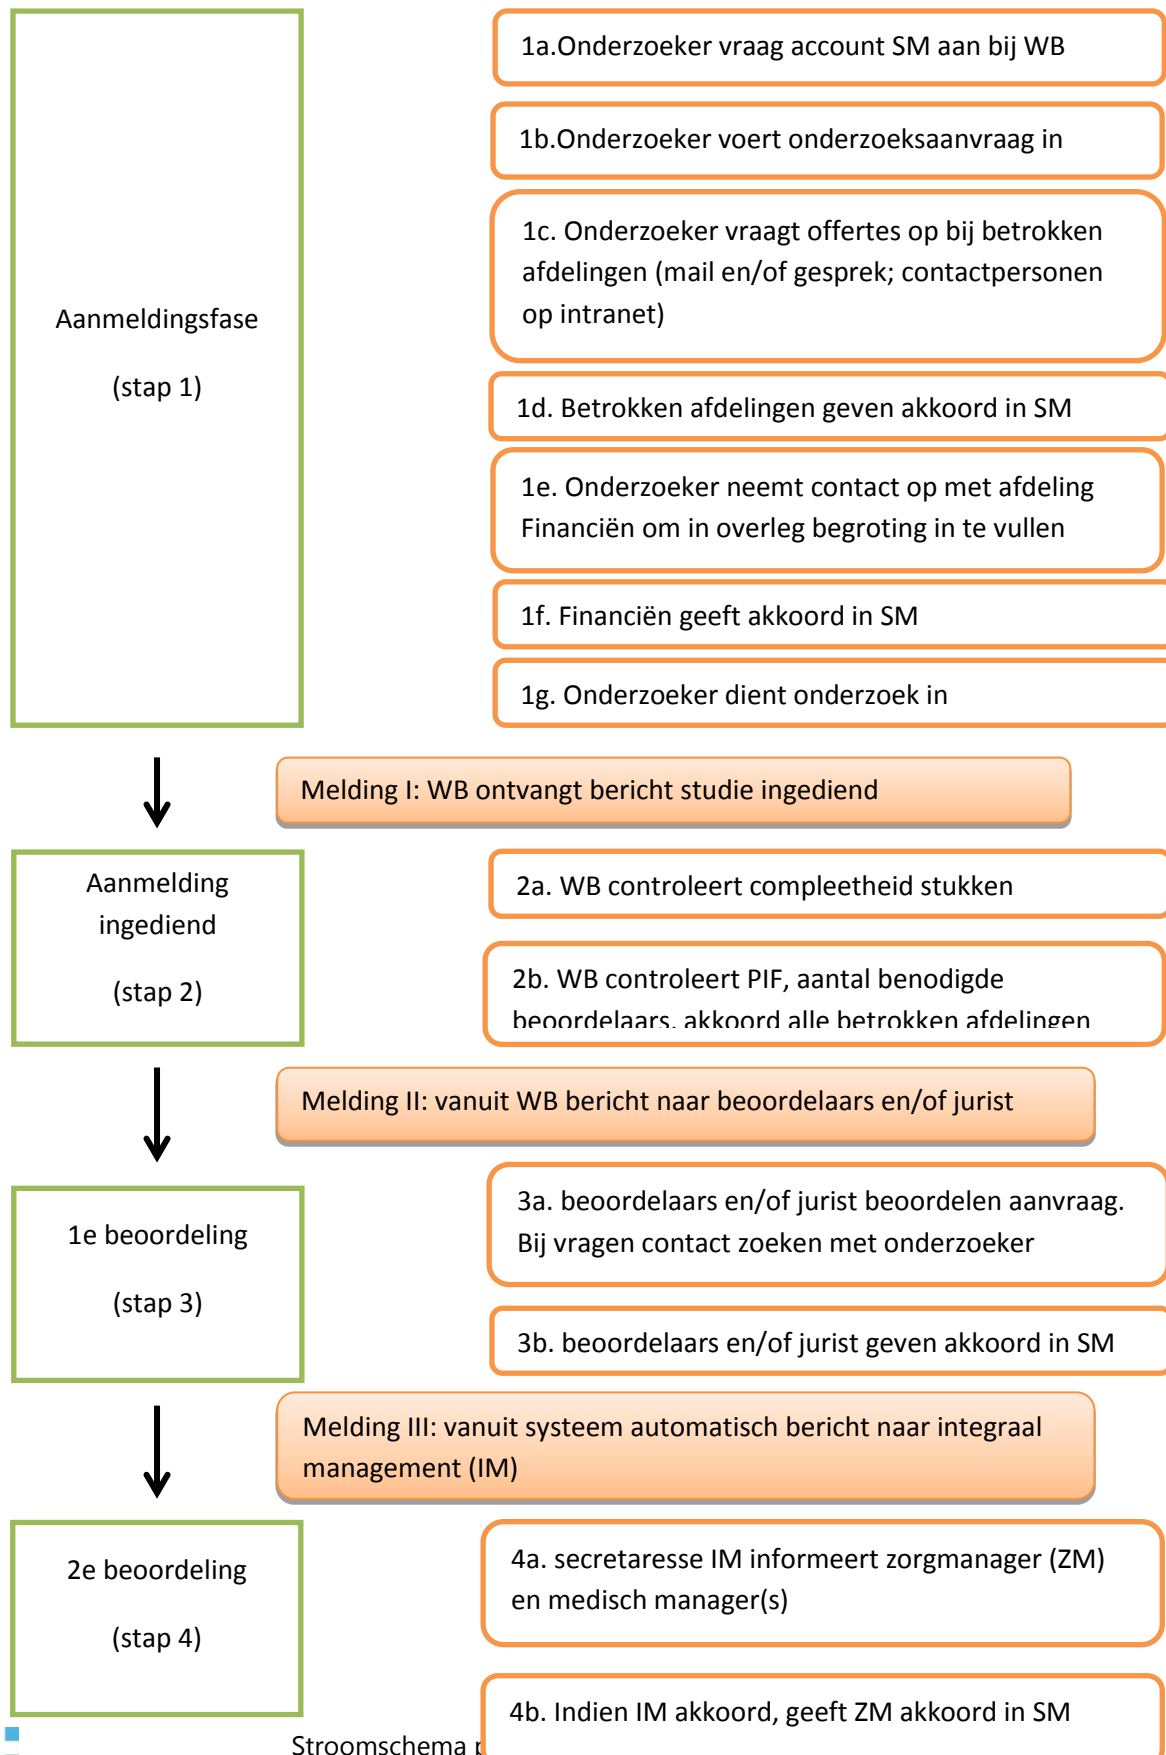 1a.Onderzoeker vraag account SM aan bij WB
1b.Onderzoeker voert onderzoeksaanvraag in
1c. Onderzoeker vraagt offertes op bij betrokken
afdelingen (mail en/of gesprek; contactpersonen
op intranet)
Aanmeldingsfase
(stap 1)
1d. Betrokken afdelingen geven akkoord in SM
1e. Onderzoeker neemt contact op met afdeling
Financiën om in overleg begroting in te vullen
1f. Financiën geeft akkoord in SM
1g. Onderzoeker dient onderzoek in
Melding I: WB ontvangt bericht studie ingediend
Aanmelding
ingediend
(stap 2)
2a. WB controleert compleetheid stukken
2b. WB controleert PIF, aantal benodigde
beoordelaars, akkoord alle betrokken afdelingen
Melding II: vanuit WB bericht naar beoordelaars en/of jurist
1e beoordeling
(stap 3)
3a. beoordelaars en/of jurist beoordelen aanvraag.
Bij vragen contact zoeken met onderzoeker
3b. beoordelaars en/of jurist geven akkoord in SM
Melding III: vanuit systeem automatisch bericht naar integraal
management (IM)
2e beoordeling
(stap 4)
4a. secretaresse IM informeert zorgmanager (ZM)
en medisch manager(s)
4b. Indien IM akkoord, geeft ZM akkoord in SM
Stroomschema